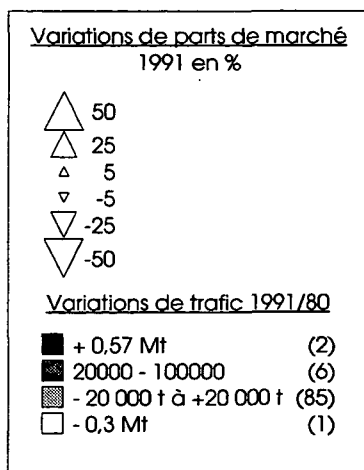 Variations de parts de marché
1991 en %
50
25
5
-5
-25
-50
Variations de trafic 1991/80
+ 0,57 Mt (2)
20000 - 100000 (6)
- 20 000 t à +20 000 t (85)
- 0,3 Mt (1)